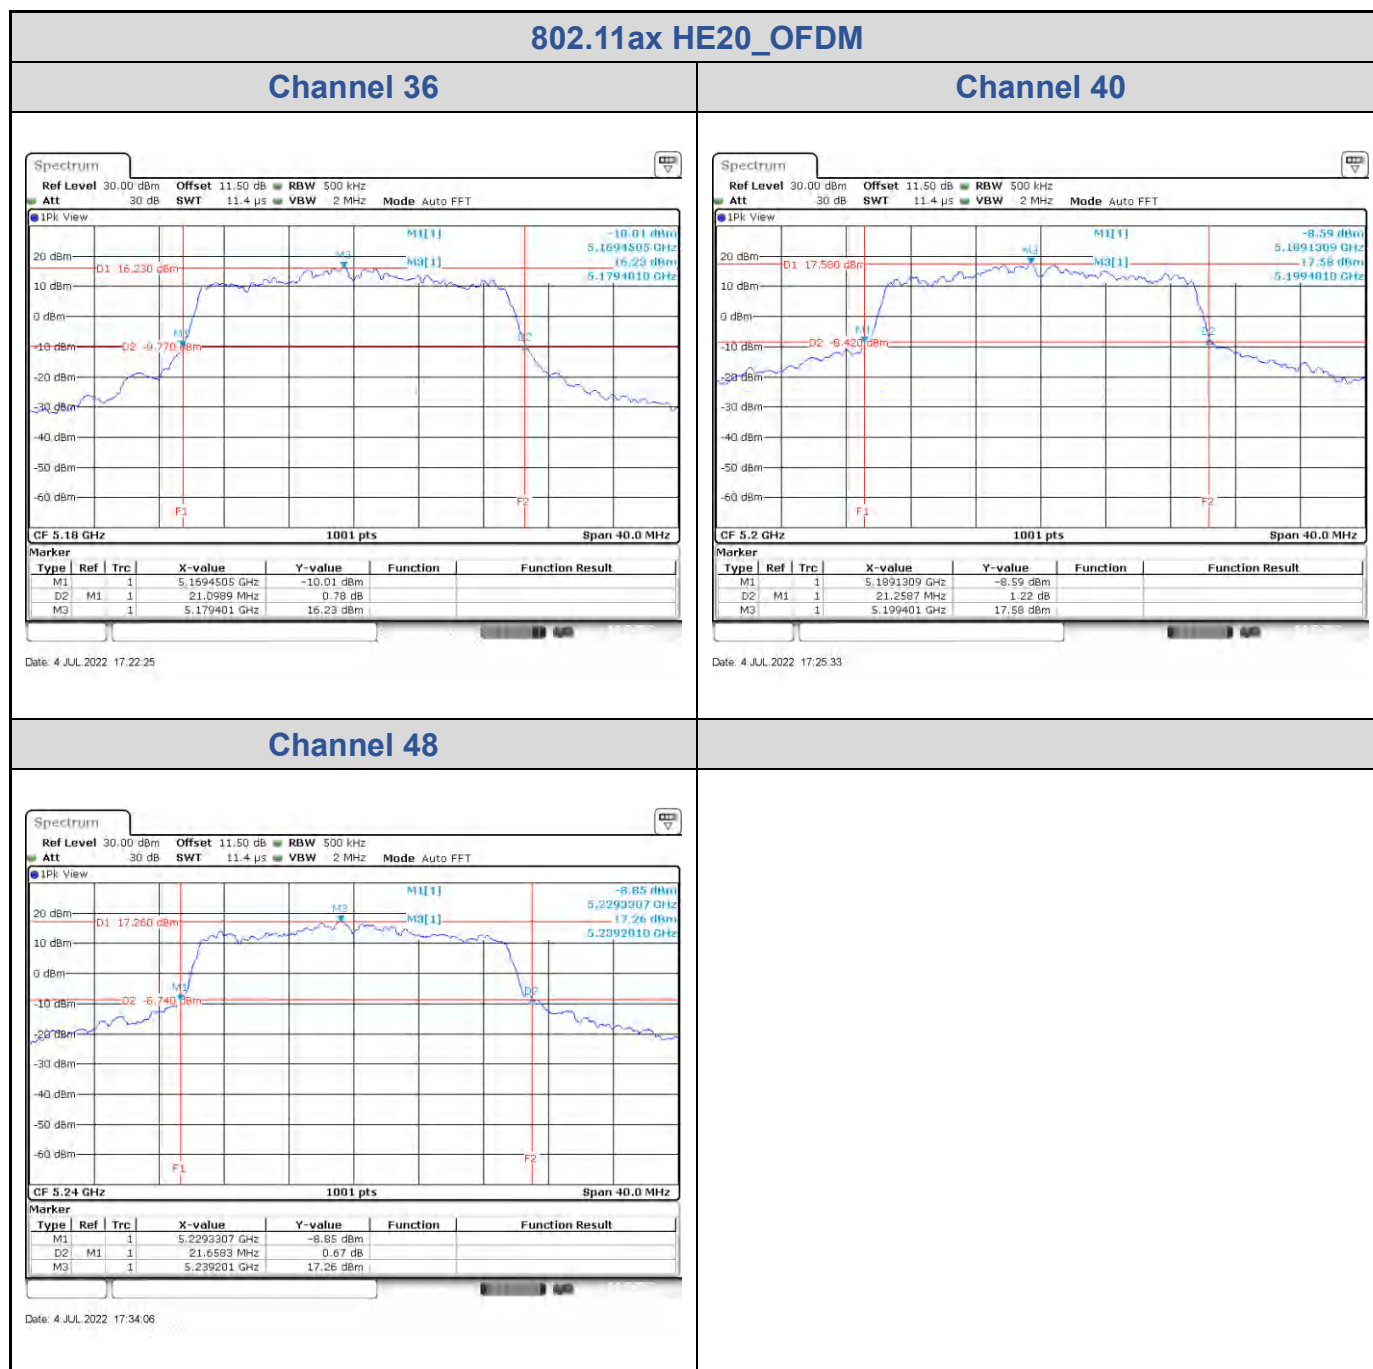 802.11ax HE20_OFDM
Channel 36
Channel 40
Spectrum
Ref Level 30.00 dBm Offset 11.50 dB RBW 500 kHz
Att 30 dB SWT 11.4 µs VBW 2 MHz Mode Auto FFT
1Pk View
M1[1] -10.01 dBm
5.1694505 GHz
M3[1] 16.23 dBm
5.1794010 GHz
M3
20 dBm
D1 16.230 dBm
10 dBm
0 dBm
M1
D2
-10 dBm
D2 -9.770 dBm
-20 dBm
-30 dBm
-40 dBm
-50 dBm
-60 dBm
F1
F2
CF 5.18 GHz 1001 pts Span 40.0 MHz
Marker
Type Ref Trc X-value Y-value Function Function Result
M1 1 5.1694505 GHz -10.01 dBm
D2 M1 1 21.0989 MHz 0.78 dB
M3 1 5.179401 GHz 16.23 dBm
Date: 4.JUL.2022 17:22:25
Spectrum
Ref Level 30.00 dBm Offset 11.50 dB RBW 500 kHz
Att 30 dB SWT 11.4 µs VBW 2 MHz Mode Auto FFT
1Pk View
M1[1] -8.59 dBm
5.1891309 GHz
M3[1] 17.58 dBm
5.1994010 GHz
M3
20 dBm
D1 17.580 dBm
10 dBm
0 dBm
M1
D2
-10 dBm
D2 -8.420 dBm
-20 dBm
-30 dBm
-40 dBm
-50 dBm
-60 dBm
F1
F2
CF 5.2 GHz 1001 pts Span 40.0 MHz
Marker
Type Ref Trc X-value Y-value Function Function Result
M1 1 5.1891309 GHz -8.59 dBm
D2 M1 1 21.2587 MHz 1.22 dB
M3 1 5.199401 GHz 17.58 dBm
Date: 4.JUL.2022 17:25:33
Channel 48
Spectrum
Ref Level 30.00 dBm Offset 11.50 dB RBW 500 kHz
Att 30 dB SWT 11.4 µs VBW 2 MHz Mode Auto FFT
1Pk View
M1[1] -8.85 dBm
5.2293307 GHz
M3[1] 17.26 dBm
5.2392010 GHz
M3
20 dBm
D1 17.260 dBm
10 dBm
0 dBm
M1
D2
-10 dBm
D2 -8.740 dBm
-20 dBm
-30 dBm
-40 dBm
-50 dBm
-60 dBm
F1
F2
CF 5.24 GHz 1001 pts Span 40.0 MHz
Marker
Type Ref Trc X-value Y-value Function Function Result
M1 1 5.2293307 GHz -8.85 dBm
D2 M1 1 21.6583 MHz 0.67 dB
M3 1 5.239201 GHz 17.26 dBm
Date: 4.JUL.2022 17:34:06